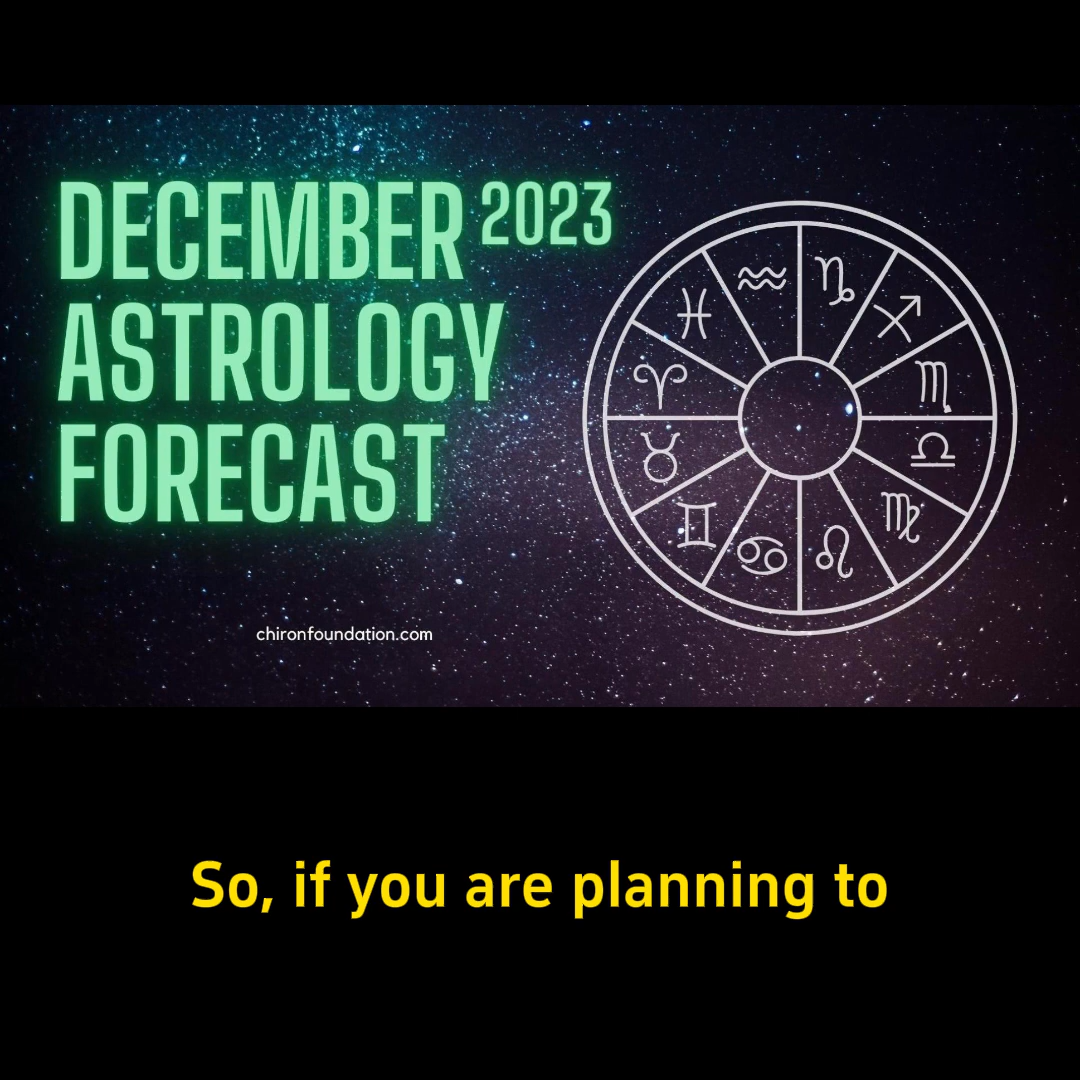 DECEMBER 2023
ASTROLOGY
FORECAST
chironfoundation.com
So, if you are planning to